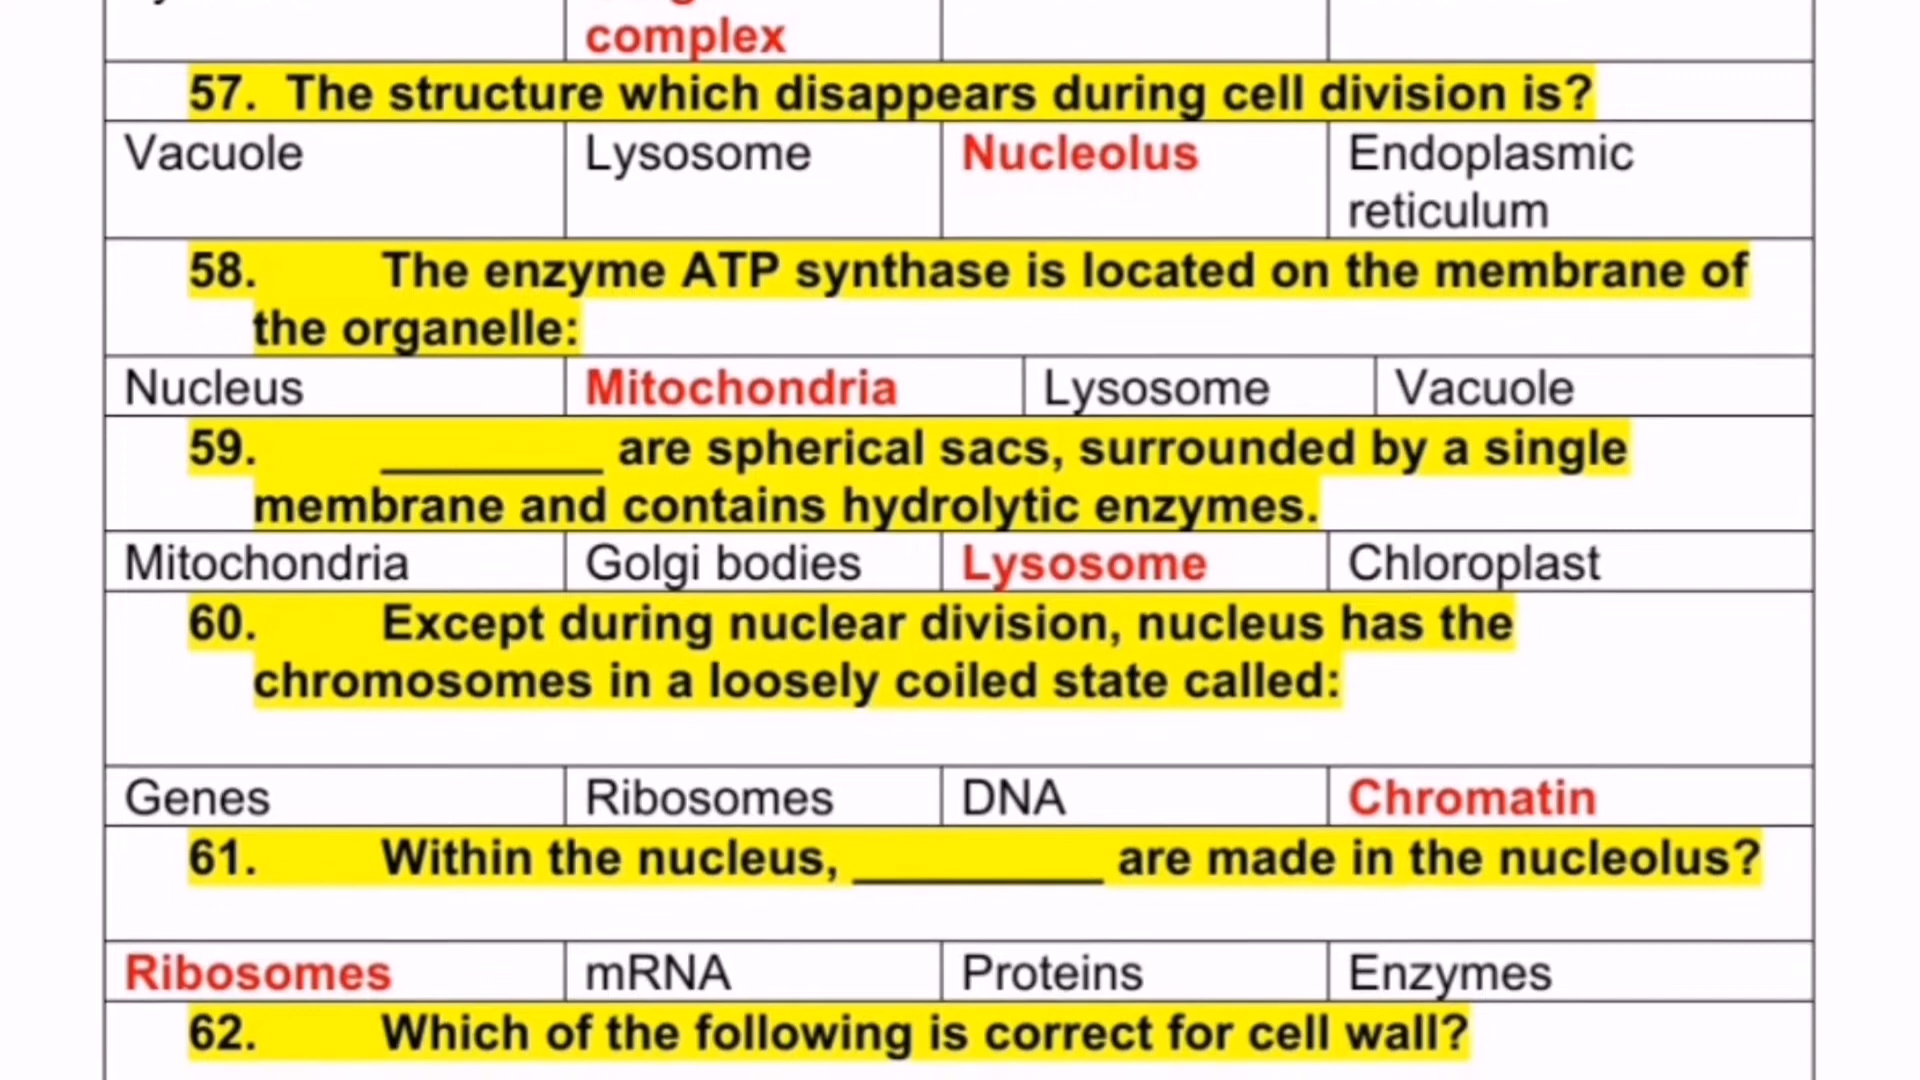 complex
57. The structure which disappears during cell division is?
Vacuole Lysosome Nucleolus Endoplasmic
reticulum
58. The enzyme ATP synthase is located on the membrane of
the organelle:
Nucleus Mitochondria Lysosome Vacuole
59. _________ are spherical sacs, surrounded by a single
membrane and contains hydrolytic enzymes.
Mitochondria Golgi bodies Lysosome Chloroplast
60. Except during nuclear division, nucleus has the
chromosomes in a loosely coiled state called:
Genes Ribosomes DNA Chromatin
61. Within the nucleus, __________ are made in the nucleolus?
Ribosomes mRNA Proteins Enzymes
62. Which of the following is correct for cell wall?